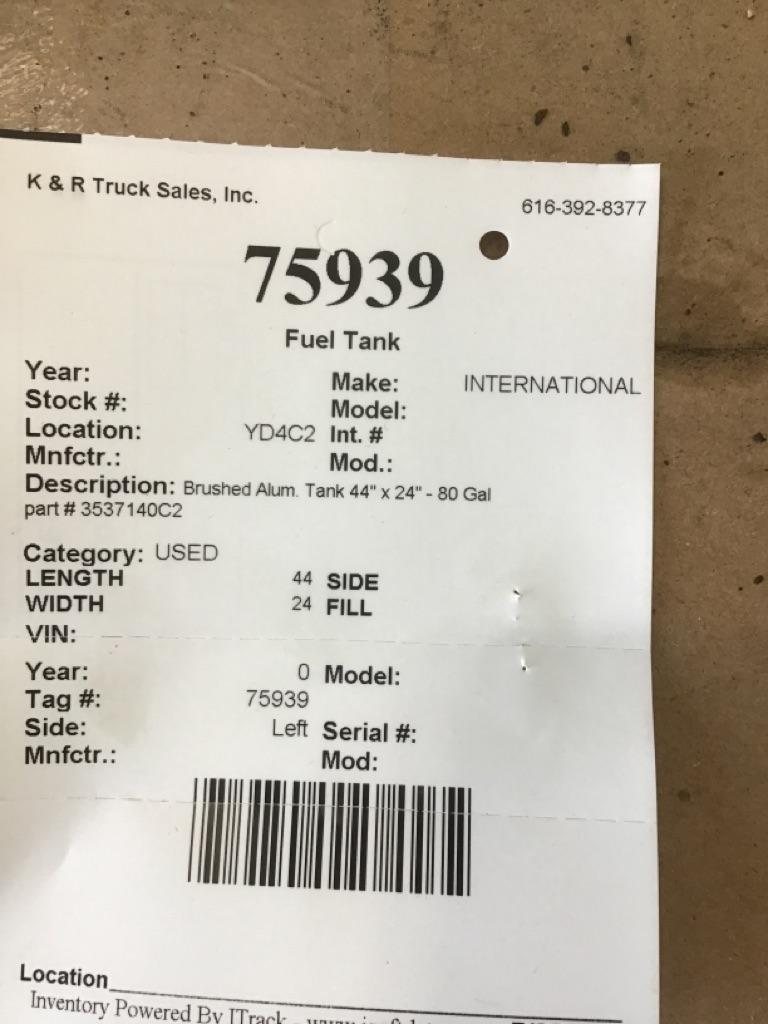 K & R Truck Sales, Inc. 616-392-8377
75939
Fuel Tank
Year: Make: INTERNATIONAL
Stock #: Model:
Location: YD4C2 Int. #
Mnfctr.: Mod.:
Description: Brushed Alum. Tank 44" x 24" - 80 Gal
part # 3537140C2
Category: USED
LENGTH 44 SIDE
WIDTH 24 FILL
VIN:
Year: 0 Model:
Tag #: 75939
Side: Left Serial #:
Mnfctr.: Mod:
Location
Inventory Powered By ITrack